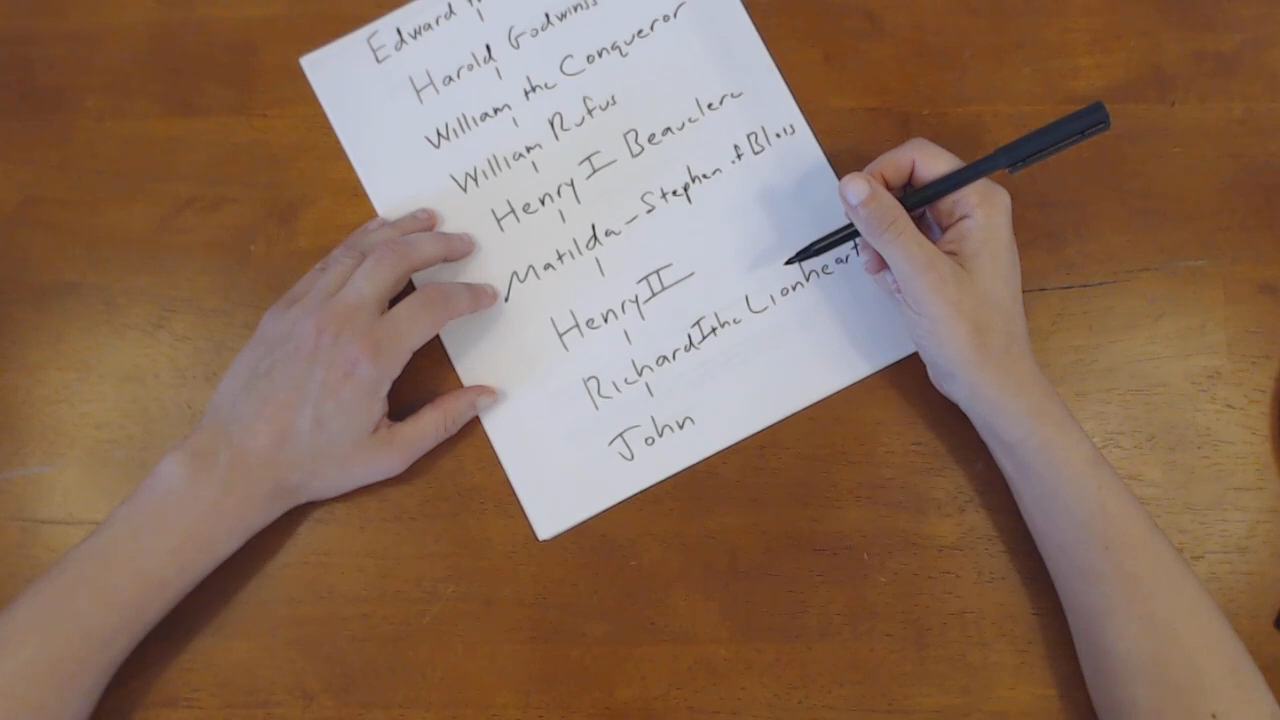 Edward
Harold Godwinss
William the Conqueror
William Rufus
Henry I Beauclerc
Matilda - Stephen of Blois
Henry II
Richard I the Lionheart
John